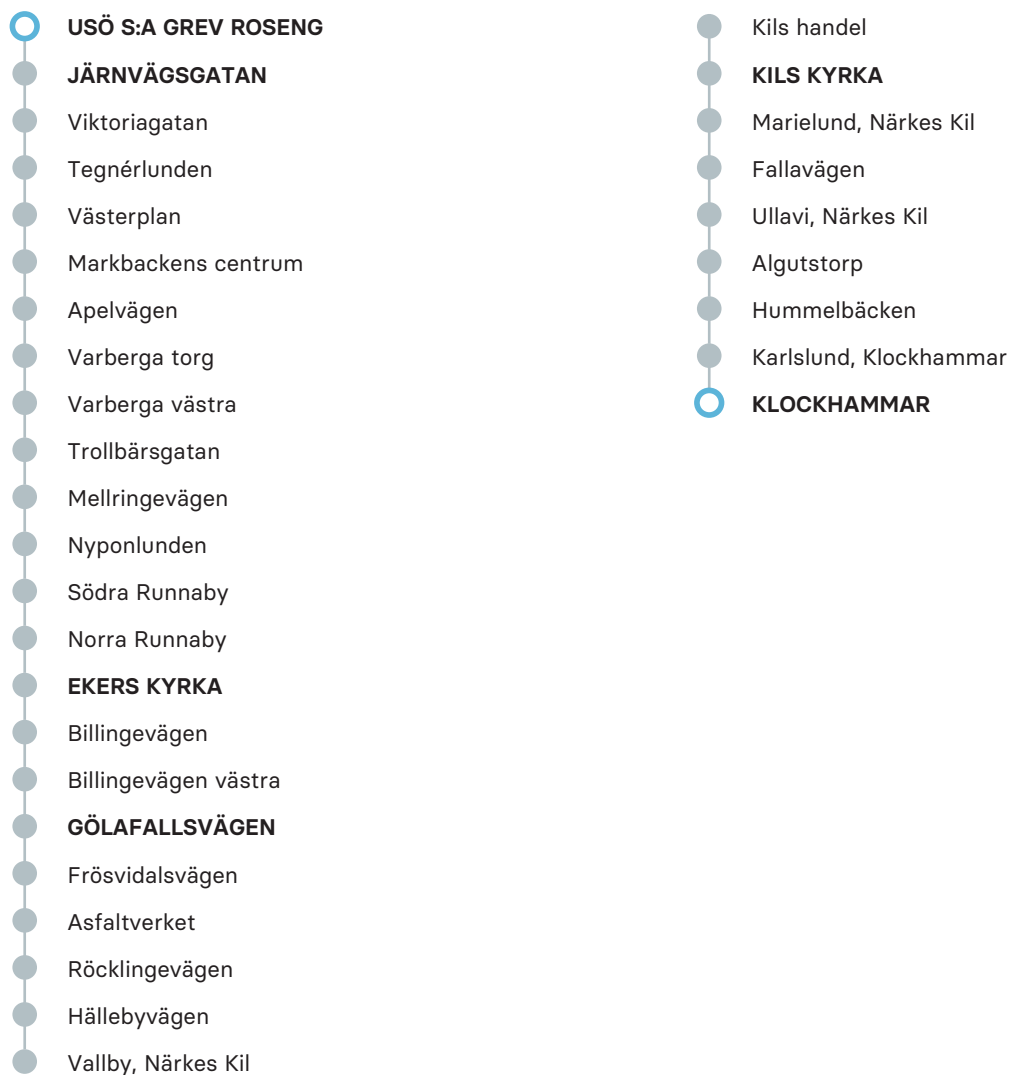 USÖ S:A GREV ROSENG
JÄRNVÄGSGATAN
Viktoriagatan
Tegnérlunden
Västerplan
Markbackens centrum
Apelvägen
Varberga torg
Varberga västra
Trollbärsgatan
Mellringevägen
Nyponlunden
Södra Runnaby
Norra Runnaby
EKERS KYRKA
Billingevägen
Billingevägen västra
GÖLAFALLSVÄGEN
Frösvidalsvägen
Asfaltverket
Röcklingevägen
Hällebyvägen
Vallby, Närkes Kil
Kils handel
KILS KYRKA
Marielund, Närkes Kil
Fallavägen
Ullavi, Närkes Kil
Algutstorp
Hummelbäcken
Karlslund, Klockhammar
KLOCKHAMMAR